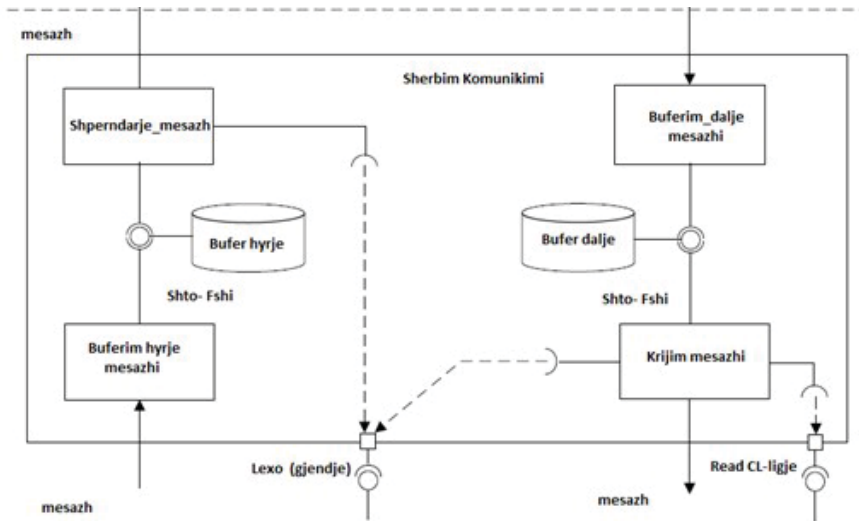 mesazh
Sherbim Komunikimi
Shperndarje_mesazh
Buferim_dalje
mesazhi
Bufer hyrje
Bufer dalje
Shto- Fshi
Shto- Fshi
Buferim hyrje
mesazhi
Krijim mesazhi
Lexo (gjendje)
Read CL-ligje
mesazh
mesazh